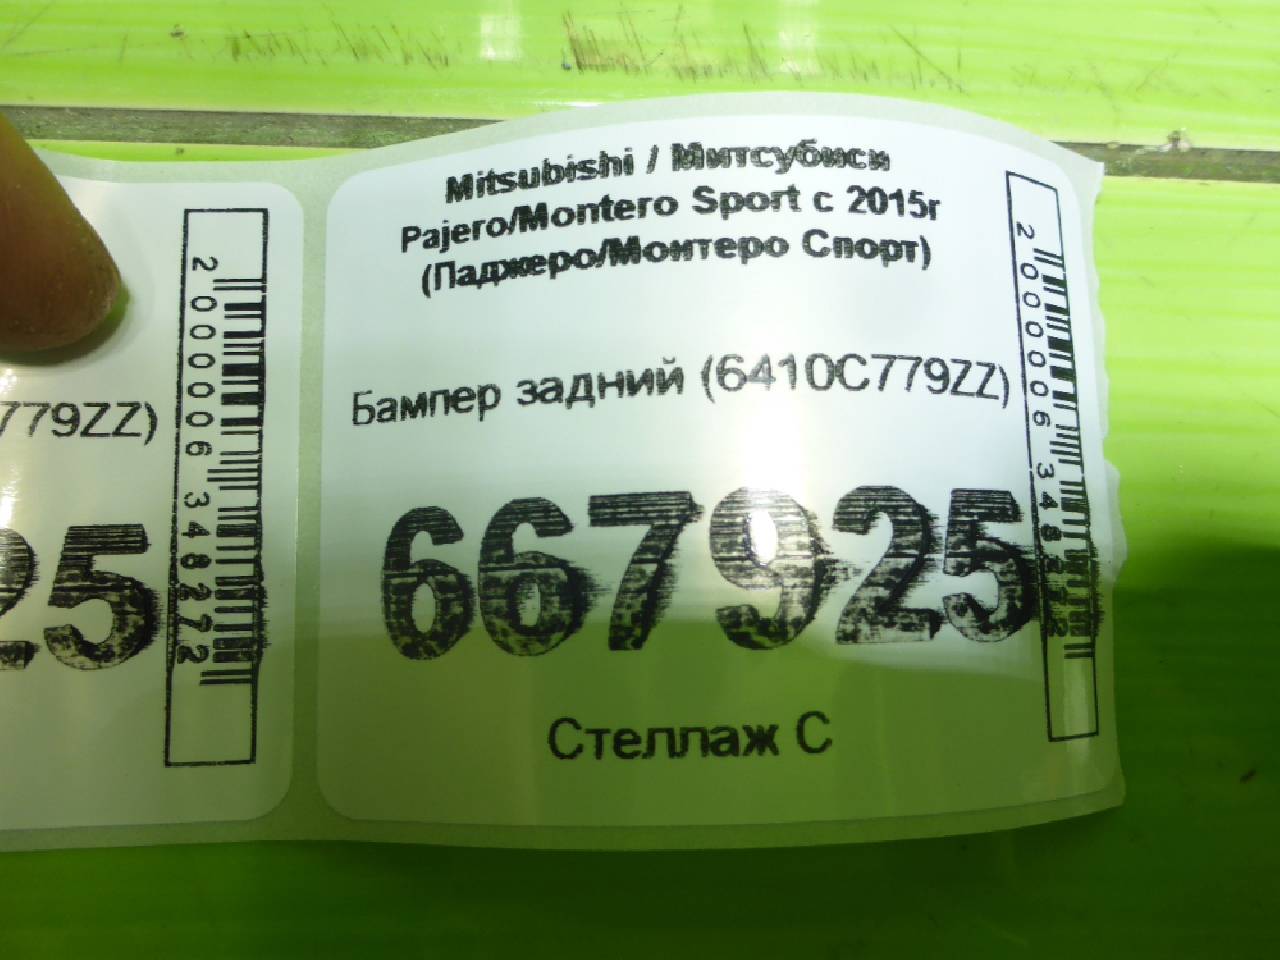 Mitsubishi / Митсубиси
Pajero/Montero Sport с 2015г
(Паджеро/Монтеро Спорт)
Бампер задний (6410C779ZZ)
667925
Стеллаж С
2000006348272
779ZZ)
25
2000006348272